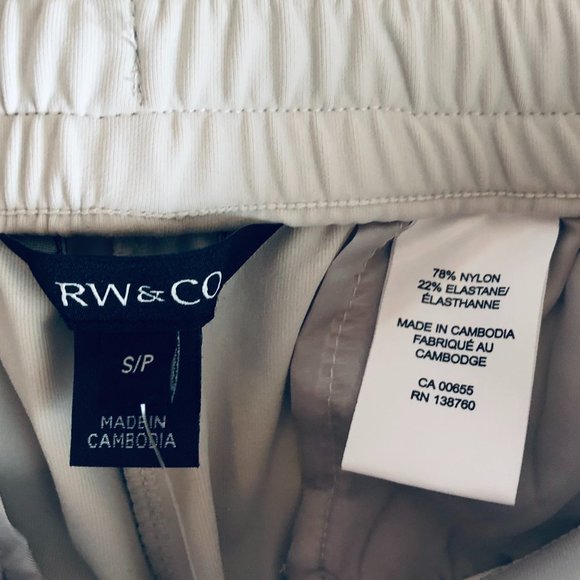 RW & CO
S/P
MADE IN
CAMBODIA
78% NYLON
22% ELASTANE/
ÉLASTHANNE
MADE IN CAMBODIA
FABRIQUÉ AU
CAMBODGE
CA 00655
RN 138760